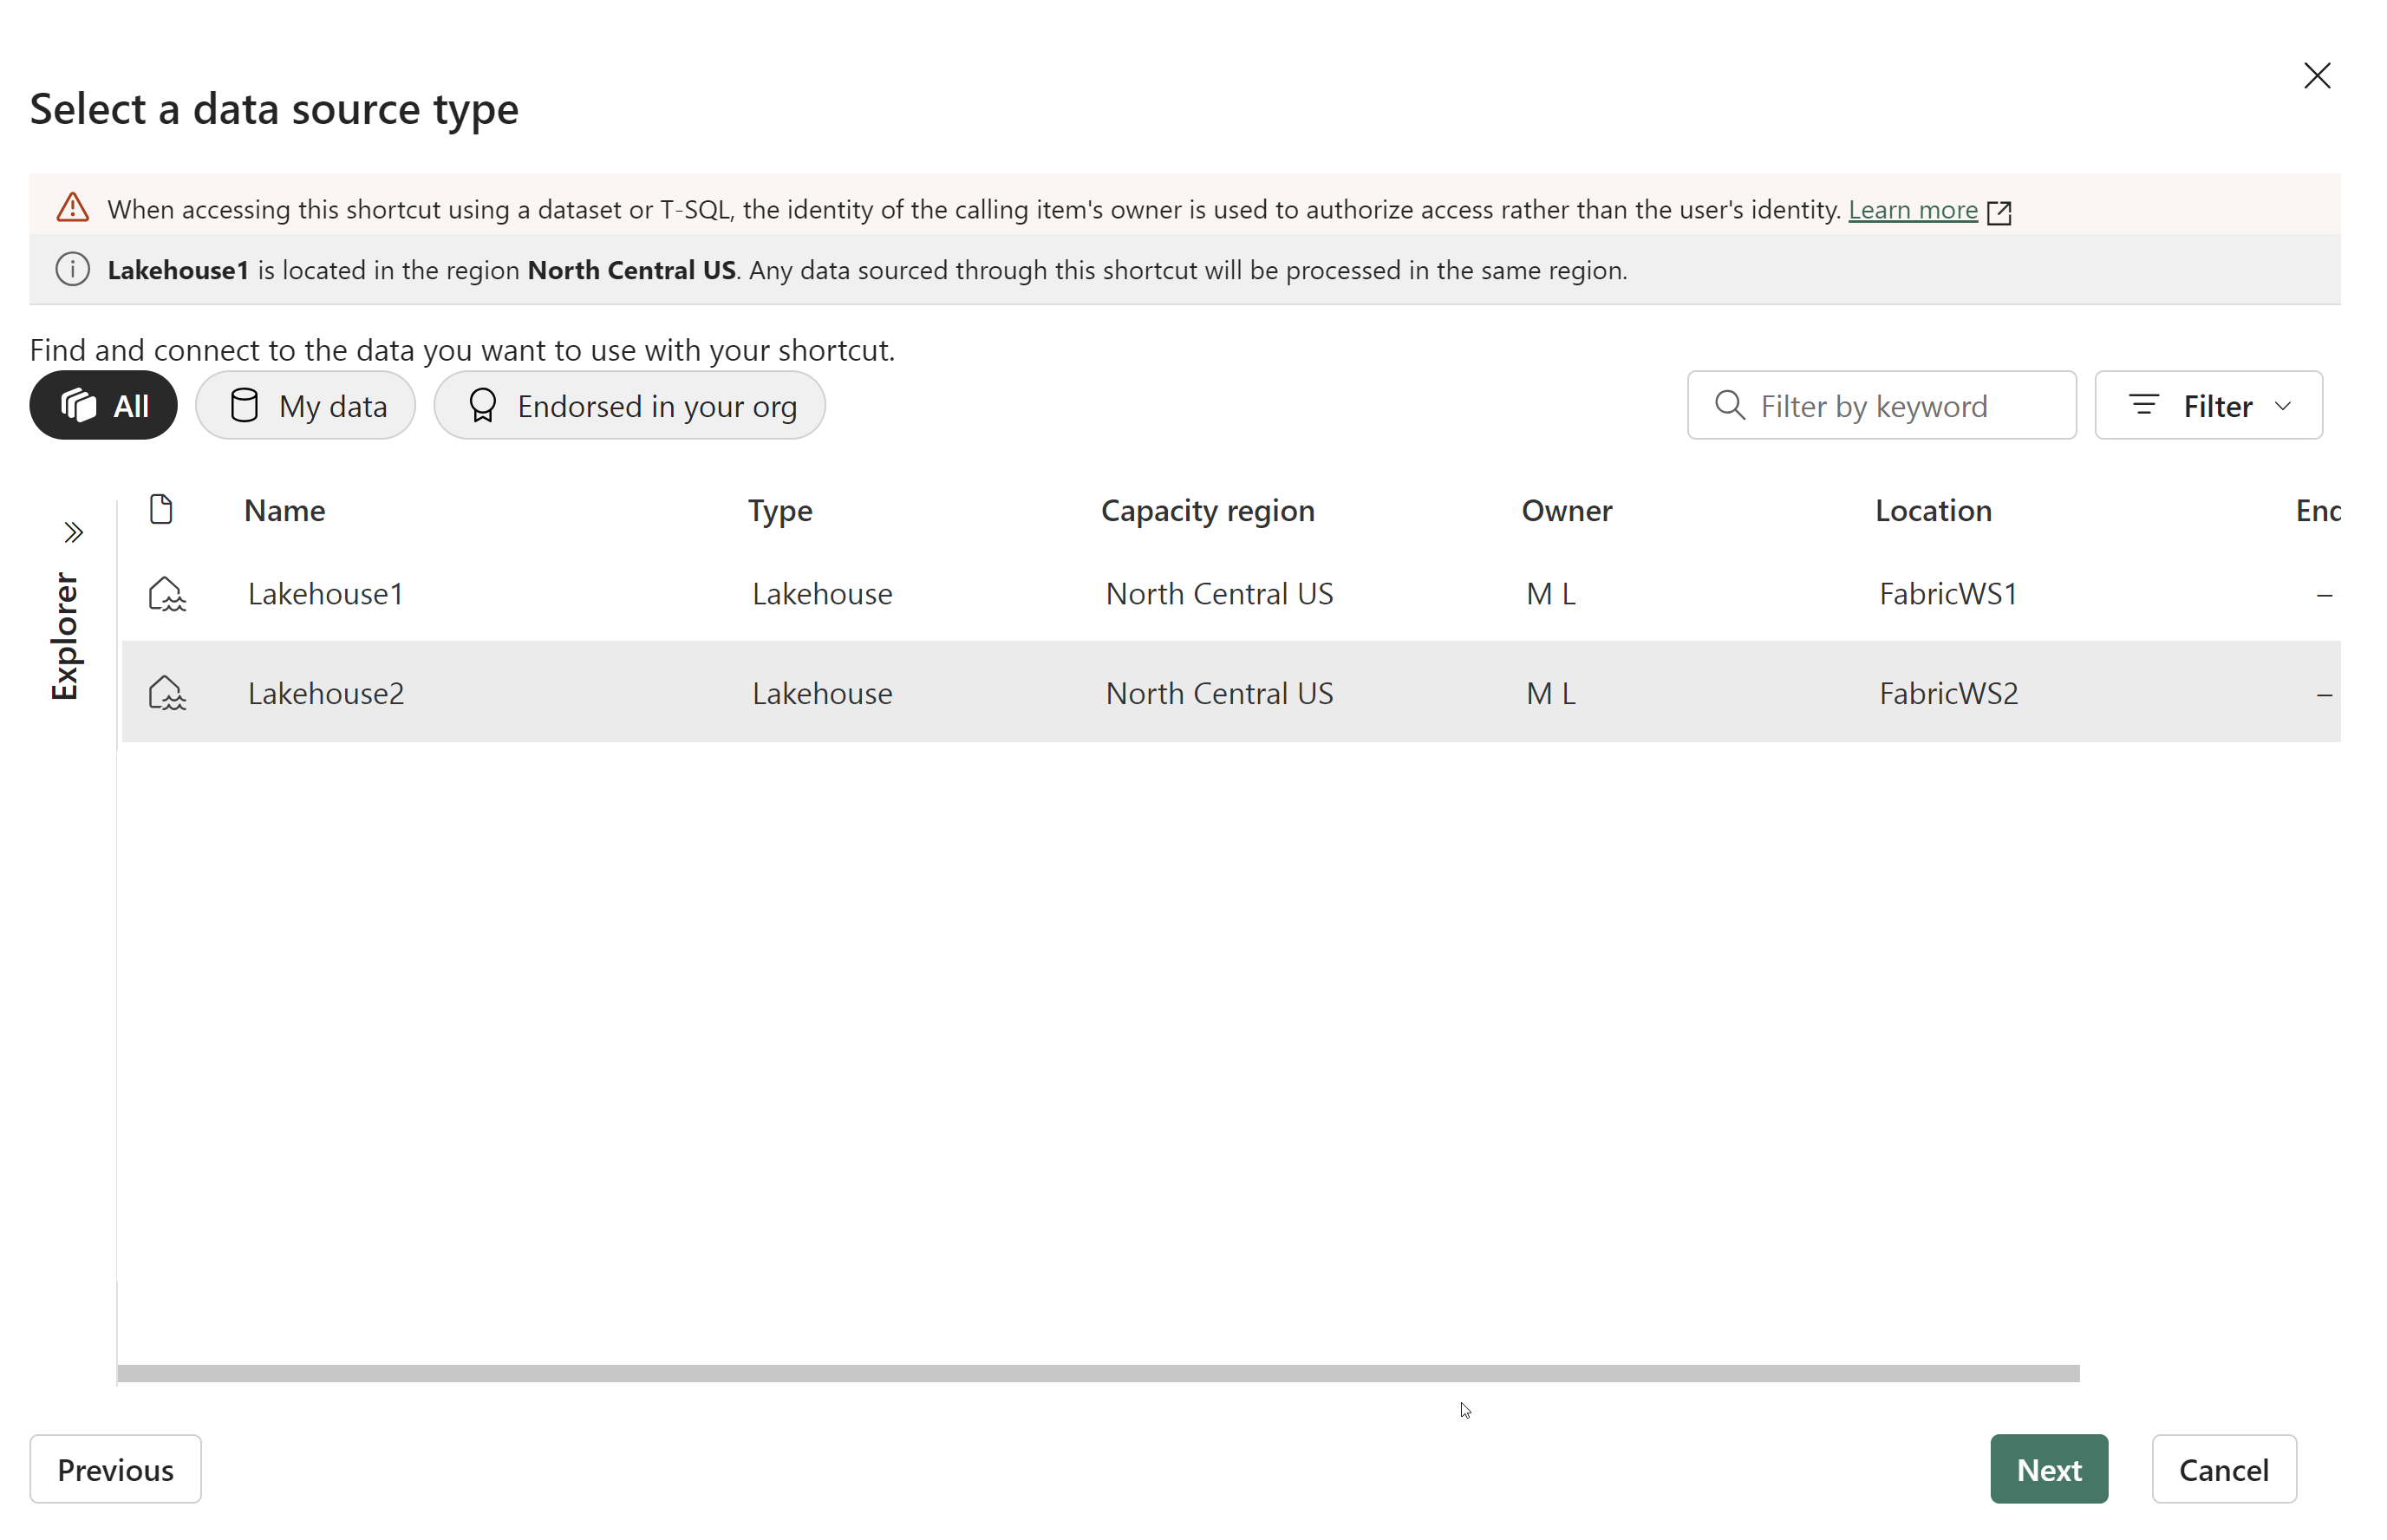 Select a data source type
When accessing this shortcut using a dataset or T-SQL, the identity of the calling item's owner is used to authorize access rather than the user's identity. Learn more
Lakehouse1 is located in the region North Central US. Any data sourced through this shortcut will be processed in the same region.
Find and connect to the data you want to use with your shortcut.
All My data Endorsed in your org Filter by keyword Filter
Explorer
Name Type Capacity region Owner Location
Lakehouse1 Lakehouse North Central US M L FabricWS1 –
Lakehouse2 Lakehouse North Central US M L FabricWS2 –
Previous Next Cancel